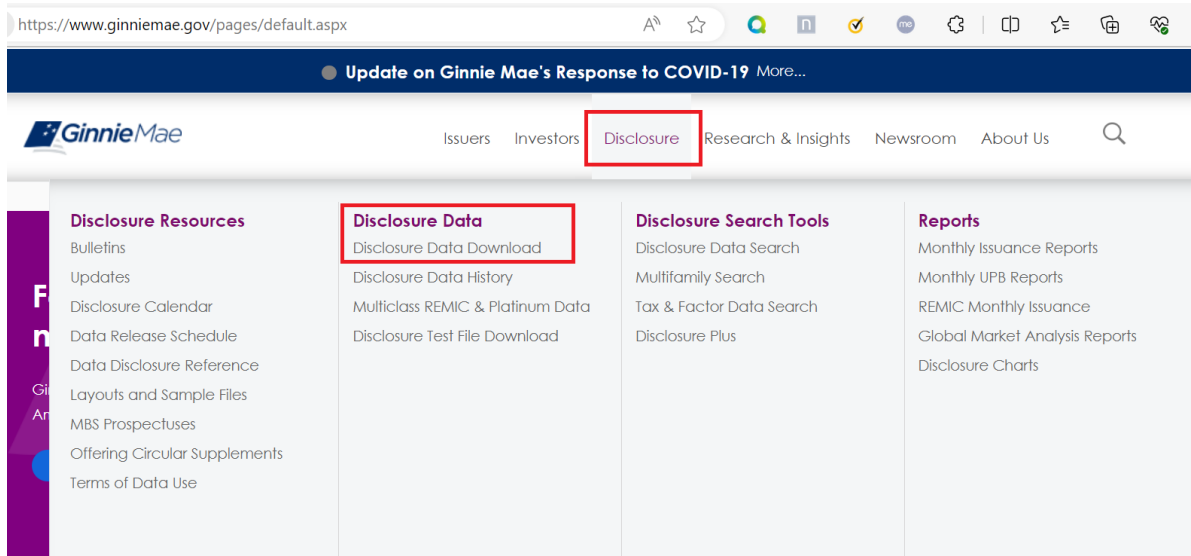 https://www.ginniemae.gov/pages/default.aspx
Update on Ginnie Mae's Response to COVID-19 More...
GinnieMae
Issuers Investors Disclosure Research & Insights Newsroom About Us
Disclosure Resources
Bulletins
Updates
Disclosure Calendar
Data Release Schedule
Data Disclosure Reference
Layouts and Sample Files
MBS Prospectuses
Offering Circular Supplements
Terms of Data Use
Disclosure Data
Disclosure Data Download
Disclosure Data History
Multiclass REMIC & Platinum Data
Disclosure Test File Download
Disclosure Search Tools
Disclosure Data Search
Multifamily Search
Tax & Factor Data Search
Disclosure Plus
Reports
Monthly Issuance Reports
Monthly UPB Reports
REMIC Monthly Issuance
Global Market Analysis Reports
Disclosure Charts